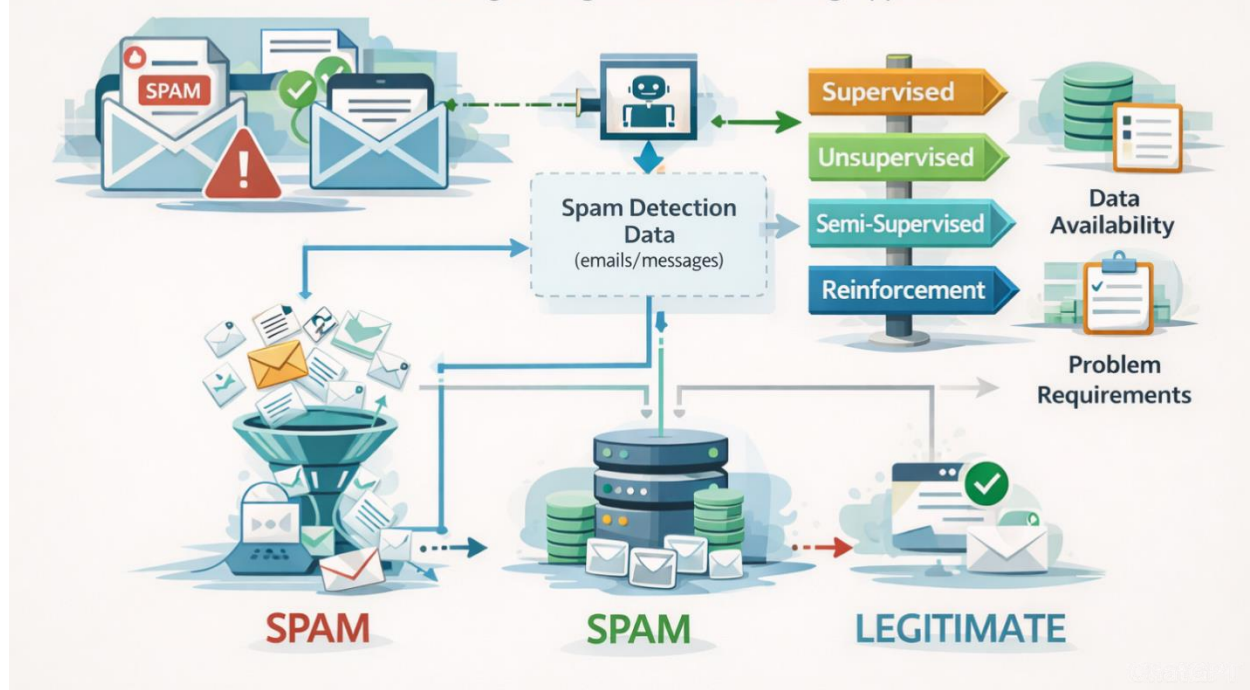 SPAM
Supervised
Unsupervised
Semi-Supervised
Reinforcement
Data
Availability
Spam Detection
Data
(emails/messages)
Problem
Requirements
SPAM
SPAM
LEGITIMATE